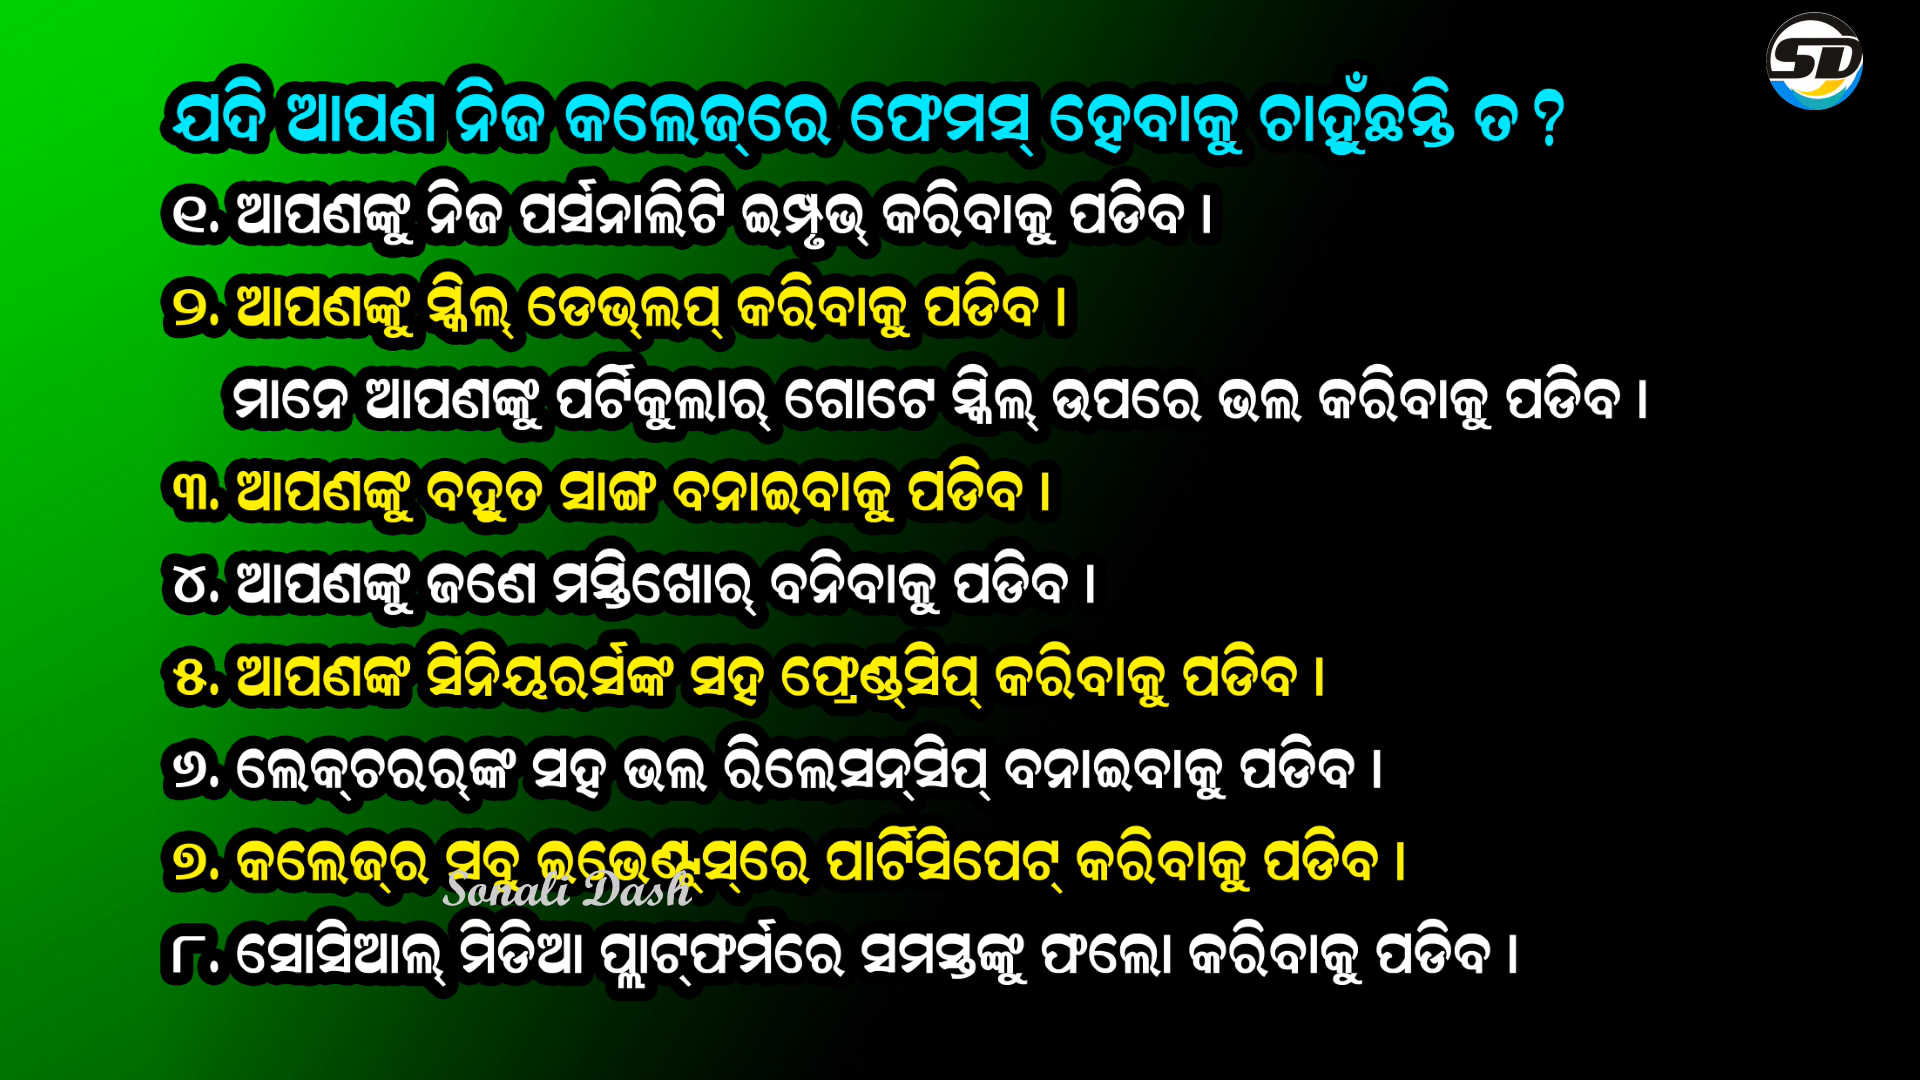 SD
ଯଦି ଆପଣ ନିଜ କଲେଜ୍‌ରେ ଫେମସ୍ ହେବାକୁ ଚାହୁଁଛନ୍ତି ତ ?
୧. ଆପଣଙ୍କୁ ନିଜ ପର୍ସନାଲିଟି ଇମ୍ପୃଭ୍ କରିବାକୁ ପଡିବ ।
୨. ଆପଣଙ୍କୁ ସ୍କିଲ୍ ଡେଭ୍‌ଲପ୍ କରିବାକୁ ପଡିବ ।
ମାନେ ଆପଣଙ୍କୁ ପର୍ଟିକୁଲାର୍ ଗୋଟେ ସ୍କିଲ୍ ଉପରେ ଭଲ କରିବାକୁ ପଡିବ ।
୩. ଆପଣଙ୍କୁ ବହୁତ ସାଙ୍ଗ ବନାଇବାକୁ ପଡିବ ।
୪. ଆପଣଙ୍କୁ ଜଣେ ମସ୍ତିଖୋର୍ ବନିବାକୁ ପଡିବ ।
୫. ଆପଣଙ୍କ ସିନିୟରର୍ସଙ୍କ ସହ ଫ୍ରେଣ୍ଡ୍‌ସିପ୍ କରିବାକୁ ପଡିବ ।
୬. ଲେକ୍‌ଚରର୍‌ଙ୍କ ସହ ଭଲ ରିଲେସନ୍‌ସିପ୍ ବନାଇବାକୁ ପଡିବ ।
୭. କଲେଜ୍‌ର ସବୁ ଇଭେଣ୍ଟ୍‌ସ୍‌ରେ ପାର୍ଟିସିପେଟ୍ କରିବାକୁ ପଡିବ ।
Sonali Dash
୮. ସୋସିଆଲ୍ ମିଡିଆ ପ୍ଲାଟ୍‌ଫର୍ମରେ ସମସ୍ତଙ୍କୁ ଫଲୋ କରିବାକୁ ପଡିବ ।